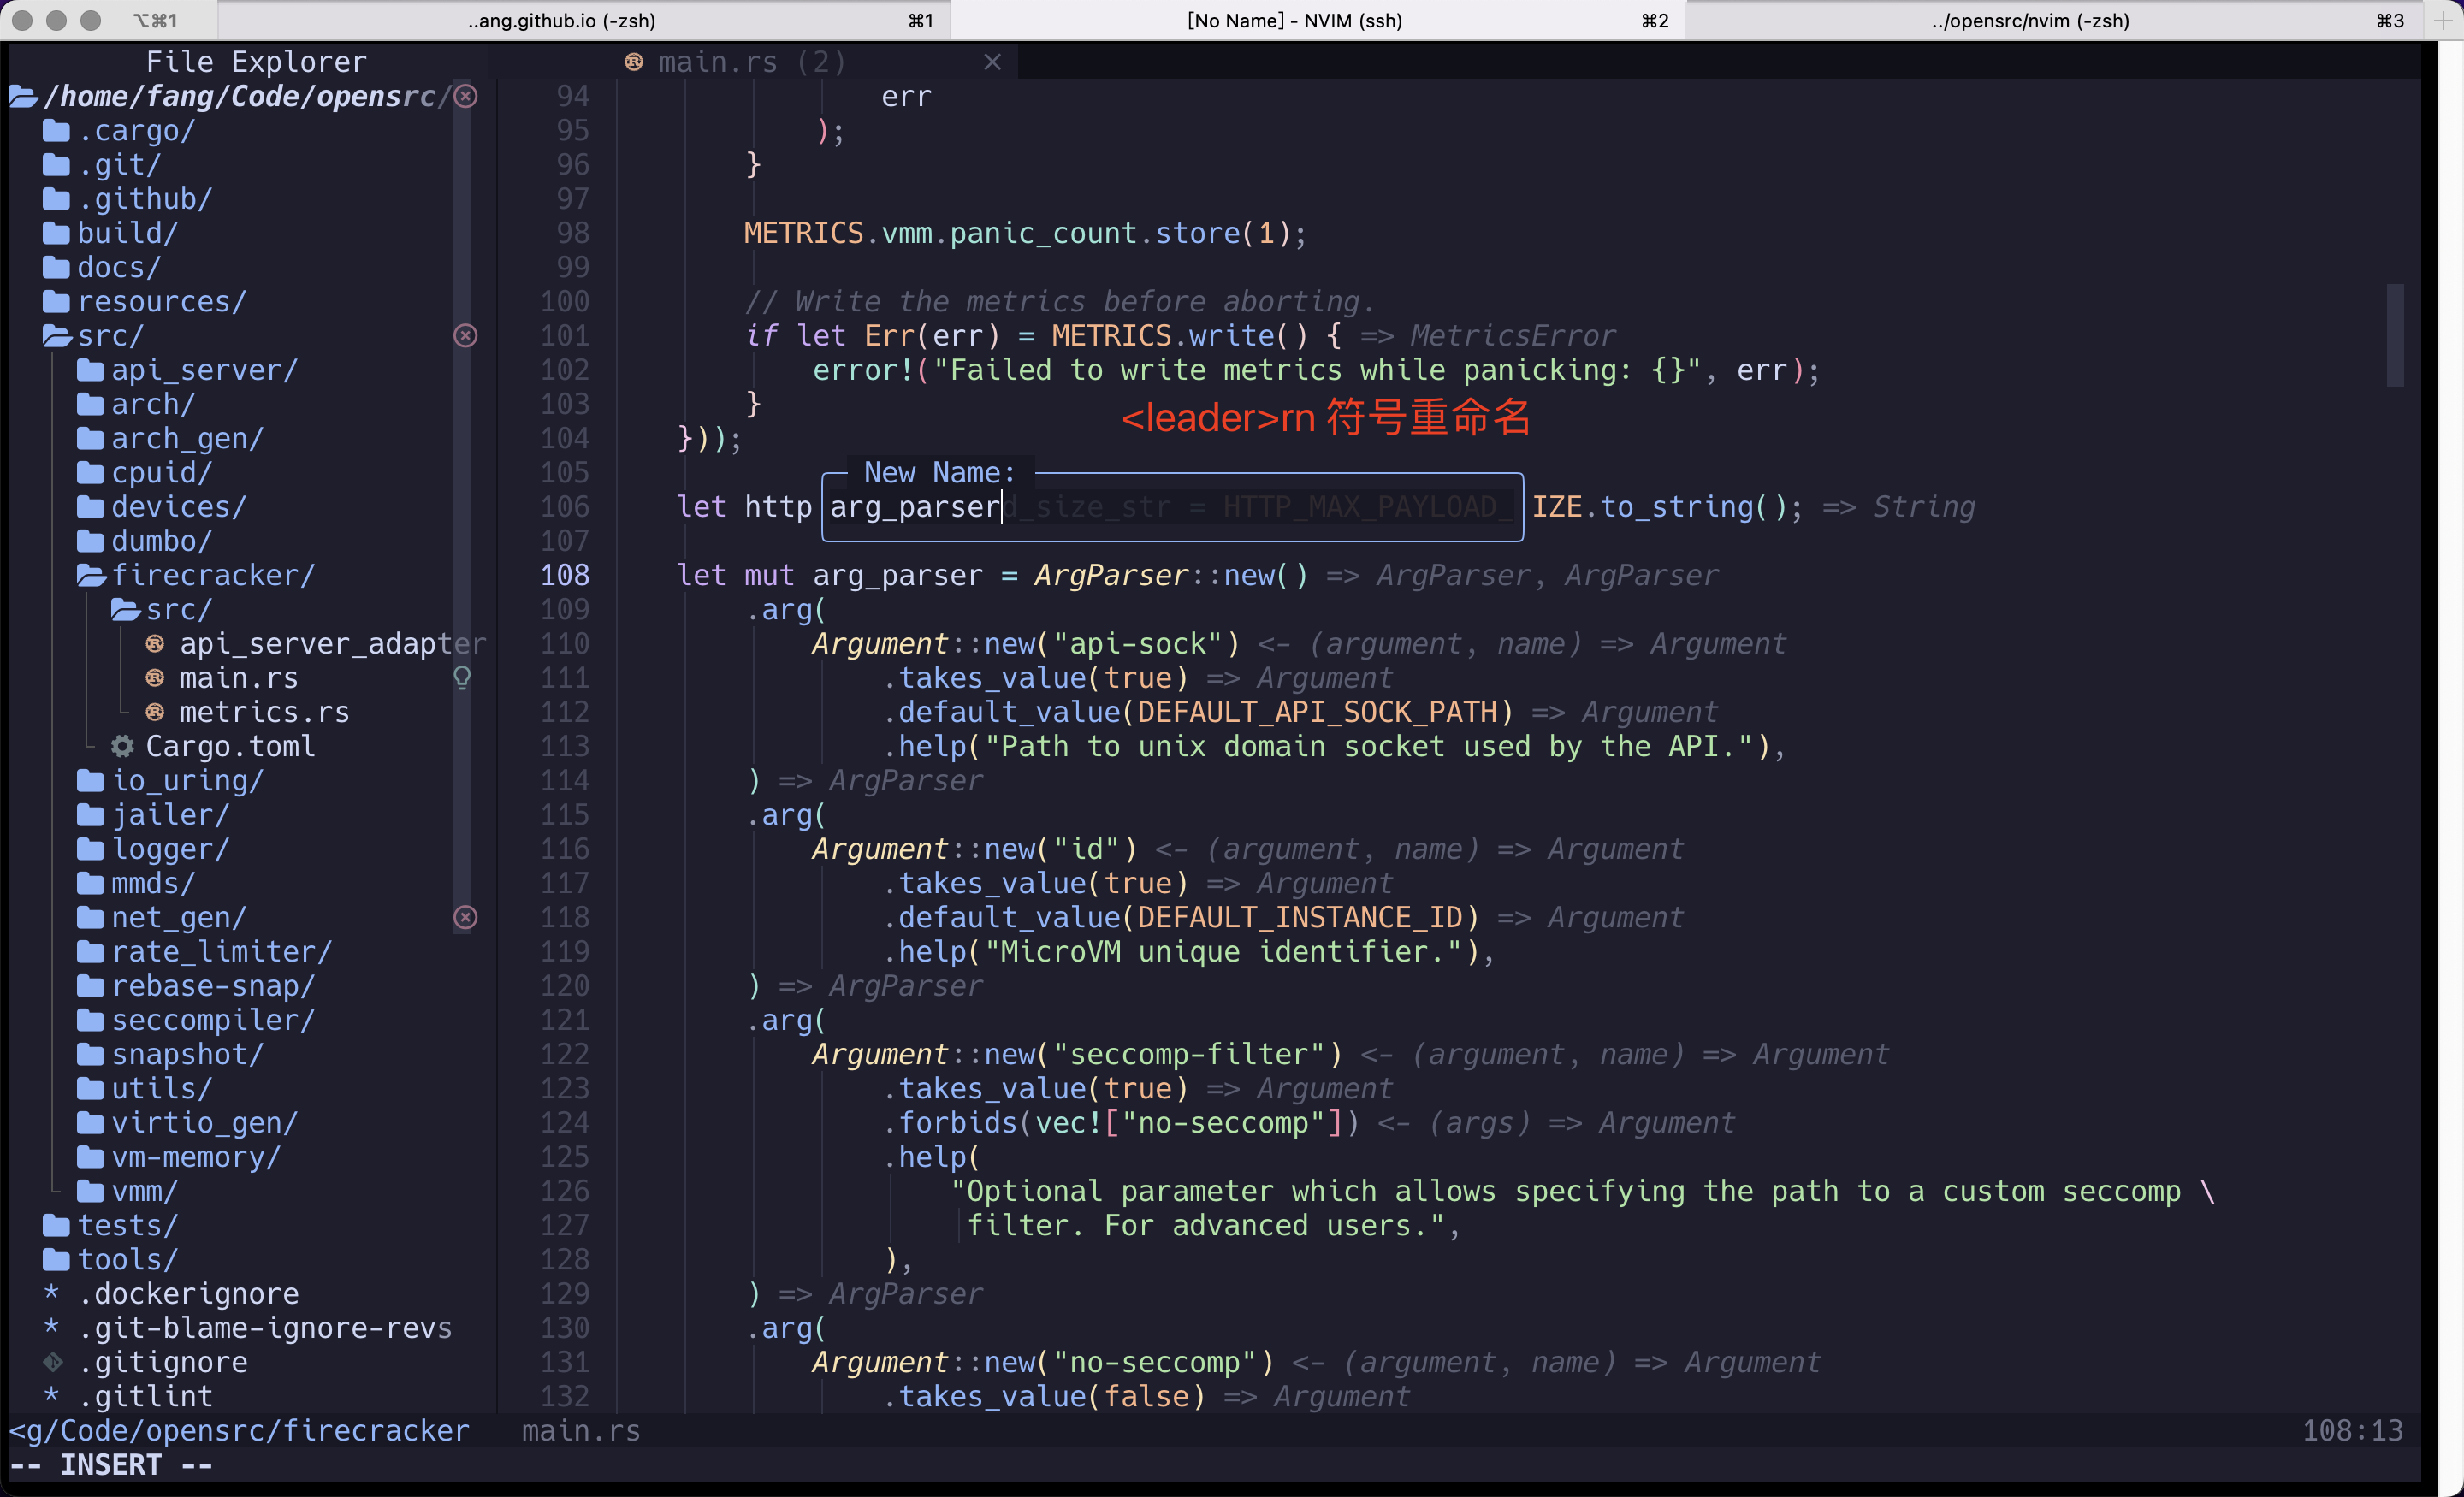 ⌥⌘1
..ang.github.io (-zsh) ⌘1
[No Name] - NVIM (ssh) ⌘2
../opensrc/nvim (-zsh) ⌘3
File Explorer
/home/fang/Code/opensrc/
.cargo/
.git/
.github/
build/
docs/
resources/
src/
api_server/
arch/
arch_gen/
cpuid/
devices/
dumbo/
firecracker/
src/
api_server_adapter
main.rs
metrics.rs
Cargo.toml
io_uring/
jailer/
logger/
mmds/
net_gen/
rate_limiter/
rebase-snap/
seccompiler/
snapshot/
utils/
virtio_gen/
vm-memory/
vmm/
tests/
tools/
* .dockerignore
* .git-blame-ignore-revs
.gitignore
* .gitlint
<g/Code/opensrc/firecracker
main.rs (2) ×
94 err
95 );
96 }
97
98 METRICS.vmm.panic_count.store(1);
99
100 // Write the metrics before aborting.
101 if let Err(err) = METRICS.write() { => MetricsError
102 error!("Failed to write metrics while panicking: {}", err);
103 }
<leader>rn 符号重命名
104 }));
105
New Name:
106 let http arg_parserd_size_str = HTTP_MAX_PAYLOAD_ IZE.to_string(); => String
107
108 let mut arg_parser = ArgParser::new() => ArgParser, ArgParser
109 .arg(
110 Argument::new("api-sock") <- (argument, name) => Argument
111 .takes_value(true) => Argument
112 .default_value(DEFAULT_API_SOCK_PATH) => Argument
113 .help("Path to unix domain socket used by the API."),
114 ) => ArgParser
115 .arg(
116 Argument::new("id") <- (argument, name) => Argument
117 .takes_value(true) => Argument
118 .default_value(DEFAULT_INSTANCE_ID) => Argument
119 .help("MicroVM unique identifier."),
120 ) => ArgParser
121 .arg(
122 Argument::new("seccomp-filter") <- (argument, name) => Argument
123 .takes_value(true) => Argument
124 .forbids(vec!["no-seccomp"]) <- (args) => Argument
125 .help(
126 "Optional parameter which allows specifying the path to a custom seccomp \
127 filter. For advanced users.",
128 ),
129 ) => ArgParser
130 .arg(
131 Argument::new("no-seccomp") <- (argument, name) => Argument
132 .takes_value(false) => Argument
main.rs 108:13
-- INSERT --